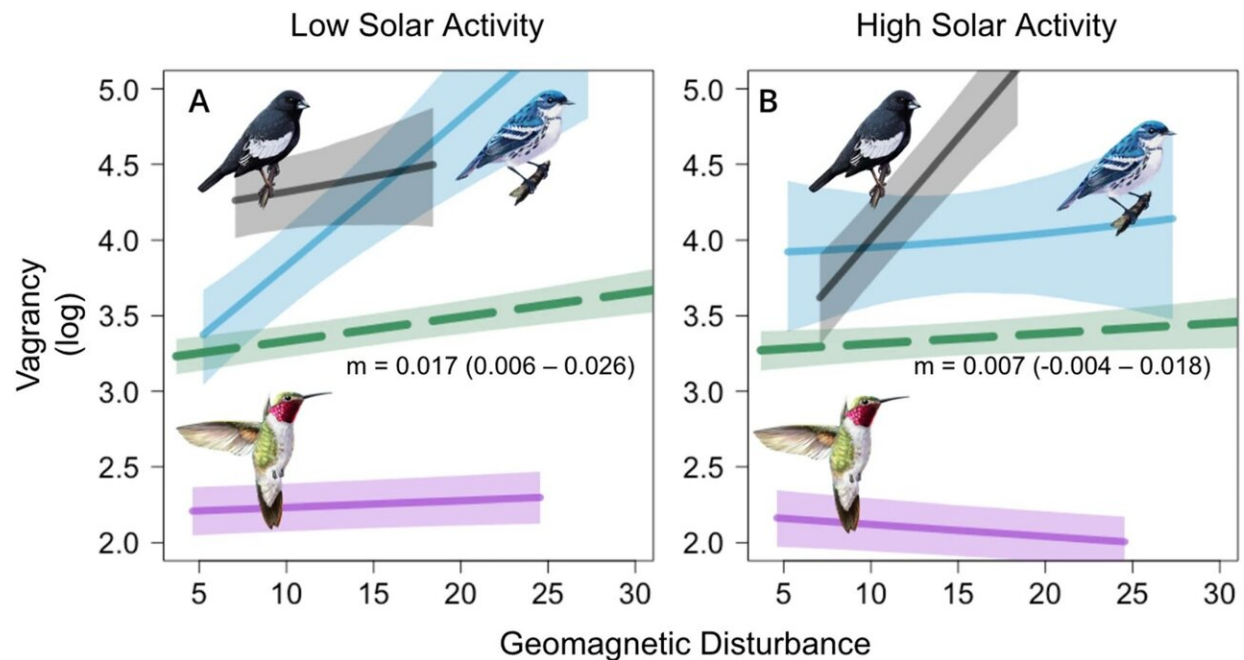 Low Solar Activity
High Solar Activity
A
B
5.0
4.5
4.0
3.5
3.0
2.5
2.0
5.0
4.5
4.0
3.5
3.0
2.5
2.0
Vagrancy
(log)
m = 0.017 (0.006 – 0.026)
m = 0.007 (-0.004 – 0.018)
5 10 15 20 25 30
5 10 15 20 25 30
Geomagnetic Disturbance